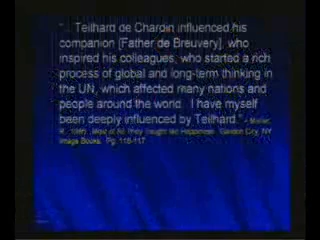 "... Teilhard de Chardin influenced his
companion [Father de Breuvery], who
inspired his colleagues, who started a rich
process of global and long-term thinking in
the UN, which affected many nations and
people around the world. I have myself
been deeply influenced by Teilhard." - Muller,
R. Most of All They Taught Me Happiness. Garden City, NY
Image Books. Pg. 116-117